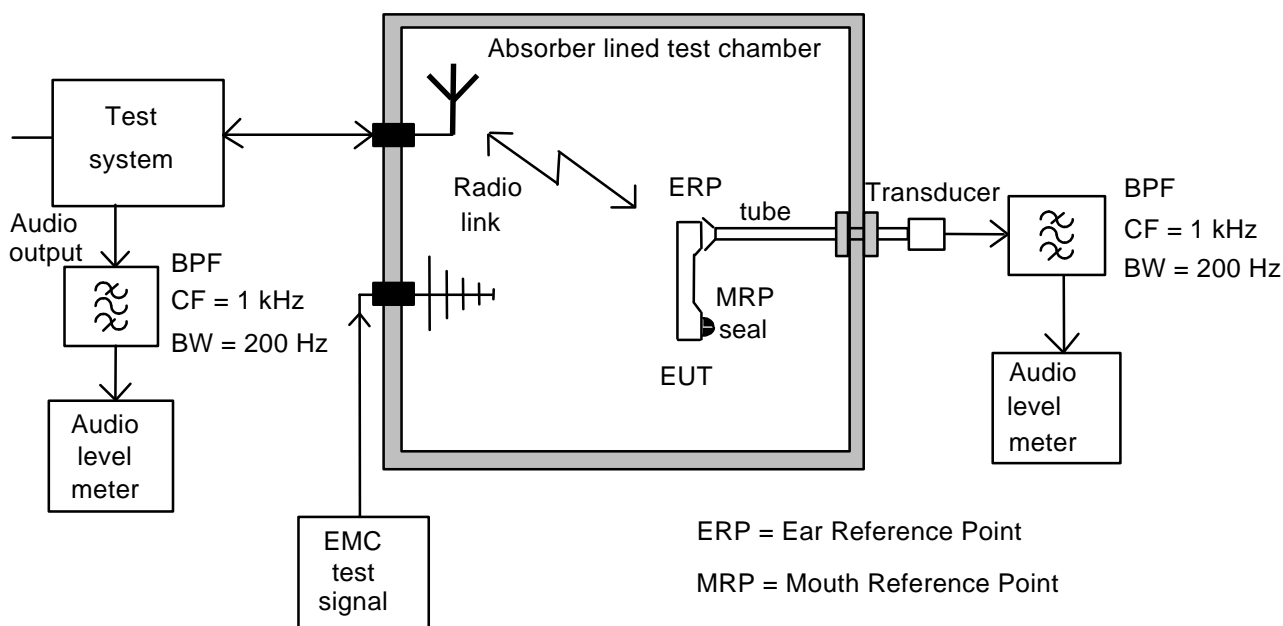 Absorber lined test chamber
Test
system
Radio
link
ERP
tube
Transducer
BPF
CF = 1 kHz
BW = 200 Hz
Audio
output
BPF
CF = 1 kHz
BW = 200 Hz
MRP
seal
EUT
Audio
level
meter
Audio
level
meter
EMC
test
signal
ERP = Ear Reference Point
MRP = Mouth Reference Point